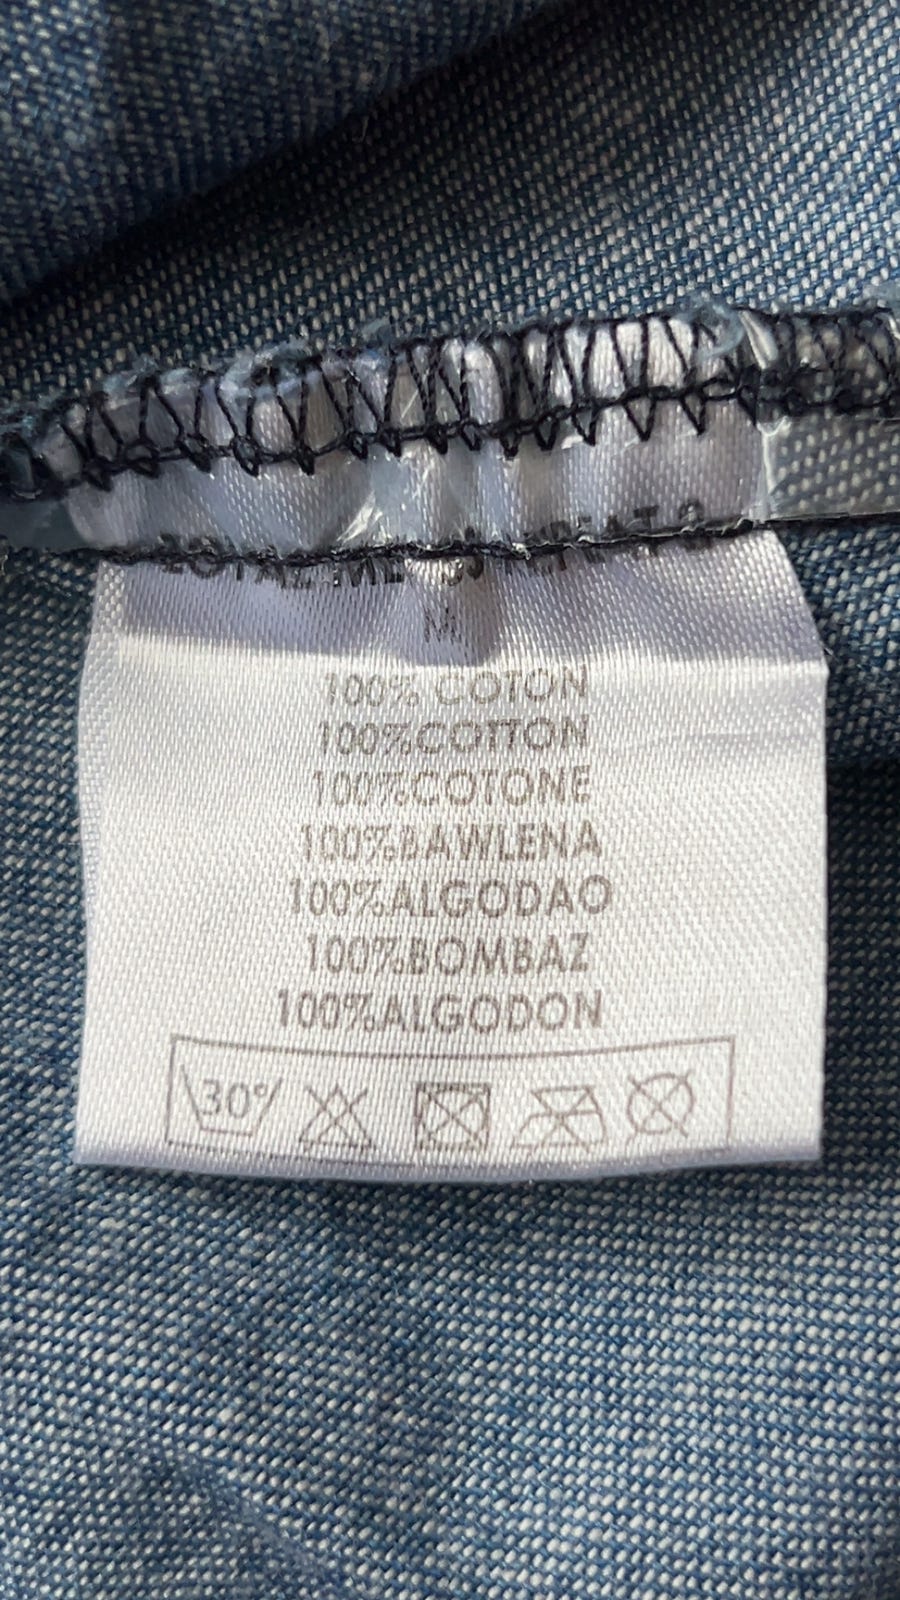 100% COTON
100%COTTON
100%COTONE
100%BAWLENA
100%ALGODAO
100%BOMBAZ
100%ALGODON
30°